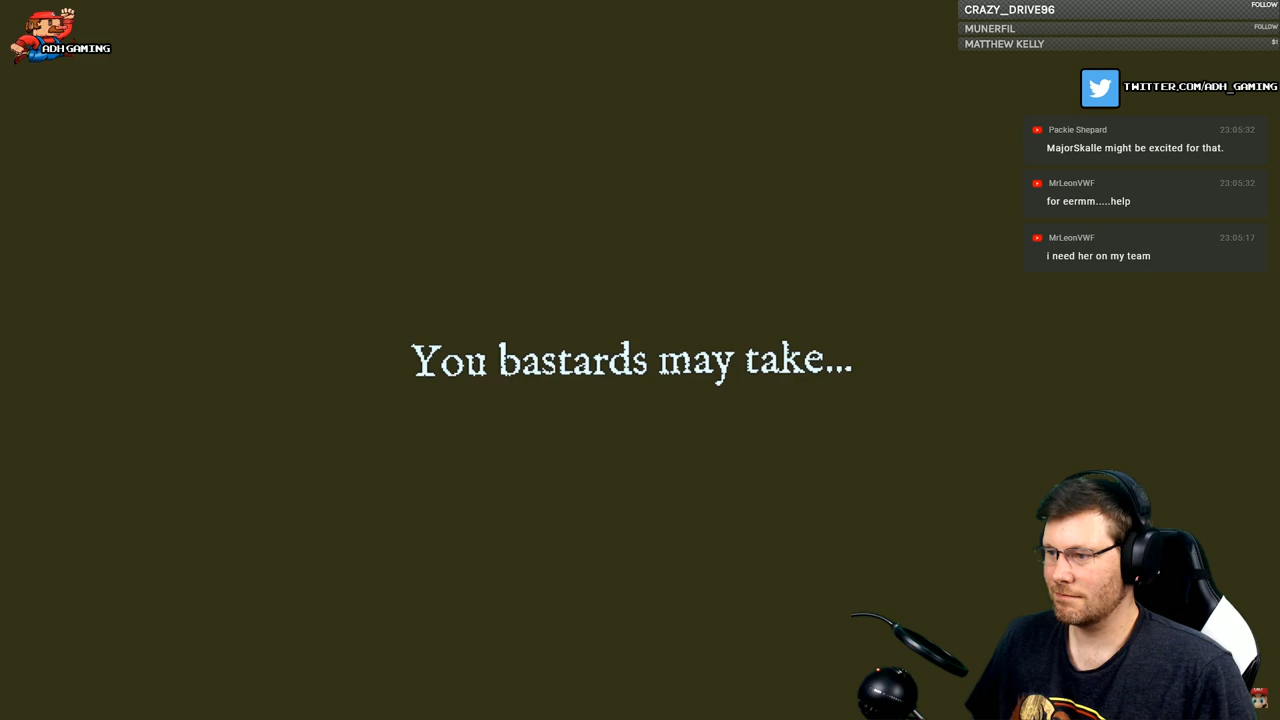 ADH GAMING
CRAZY_DRIVE96 FOLLOW
MUNERFIL FOLLOW
MATTHEW KELLY
TWITTER.COM/ADH_GAMING
Packie Shepard 23:05:32
MajorSkalle might be excited for that.
MrLeonVWF 23:05:32
for eermm.....help
MrLeonVWF 23:05:17
i need her on my team
You bastards may take...